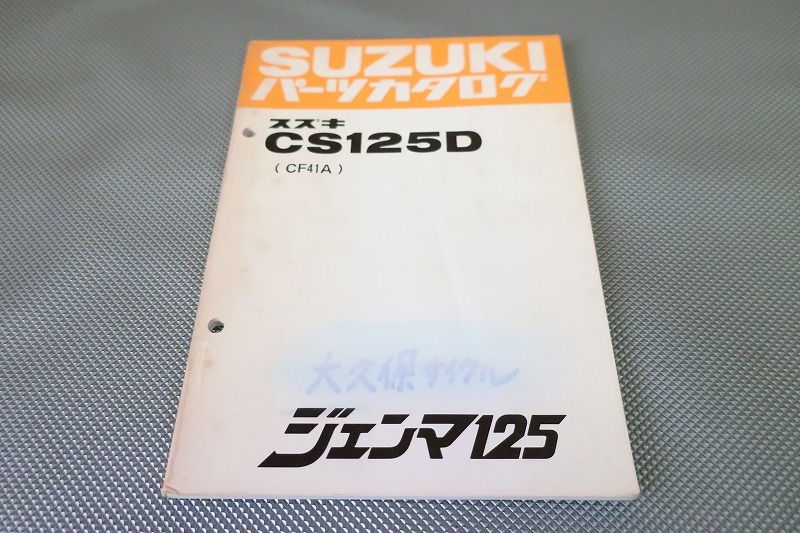 SUZUKI
パーツカタログ
スズキ
CS125D
( CF41A )
大久保サイクル
ジェンマ125